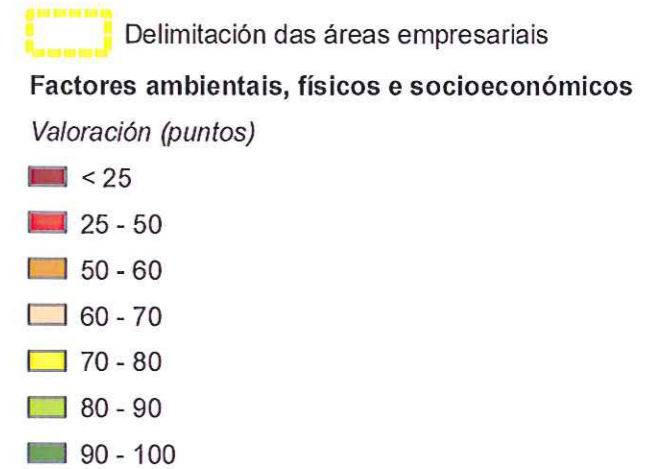 Delimitación das áreas empresariais
Factores ambientais, físicos e socioeconómicos
Valoración (puntos)
< 25
25 - 50
50 - 60
60 - 70
70 - 80
80 - 90
90 - 100